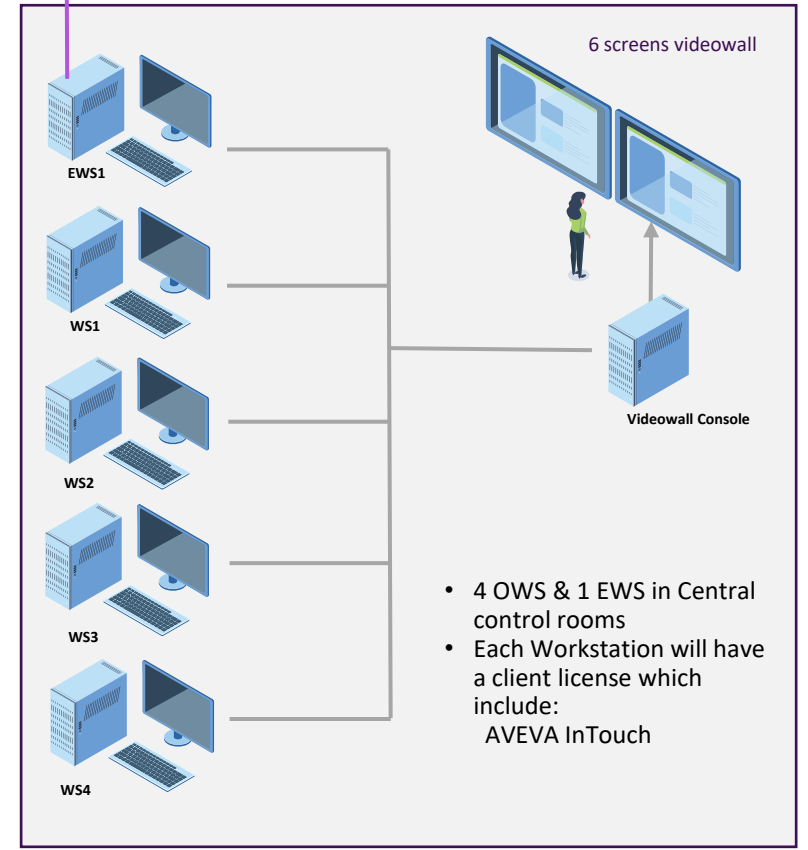 6 screens videowall
EWS1
WS1
Videowall Console
WS2
WS3
WS4
• 4 OWS & 1 EWS in Central
control rooms
• Each Workstation will have
a client license which
include:
AVEVA InTouch